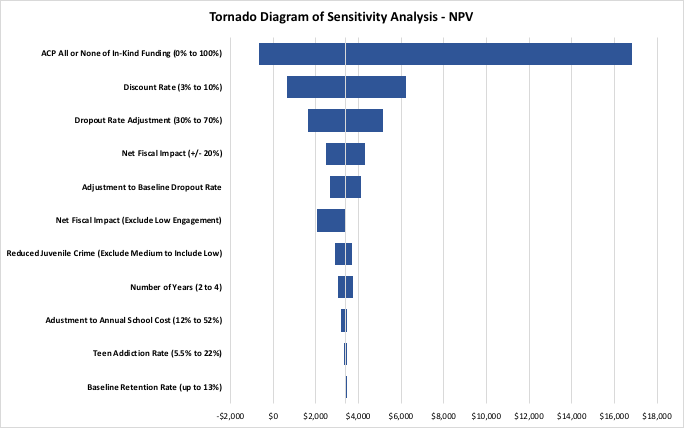 Tornado Diagram of Sensitivity Analysis - NPV
ACP All or None of In-Kind Funding (0% to 100%)
Discount Rate (3% to 10%)
Dropout Rate Adjustment (30% to 70%)
Net Fiscal Impact (+/- 20%)
Adjustment to Baseline Dropout Rate
Net Fiscal Impact (Exclude Low Engagement)
Reduced Juvenile Crime (Exclude Medium to Include Low)
Number of Years (2 to 4)
Adustment to Annual School Cost (12% to 52%)
Teen Addiction Rate (5.5% to 22%)
Baseline Retention Rate (up to 13%)
-$2,000 $0 $2,000 $4,000 $6,000 $8,000 $10,000 $12,000 $14,000 $16,000 $18,000